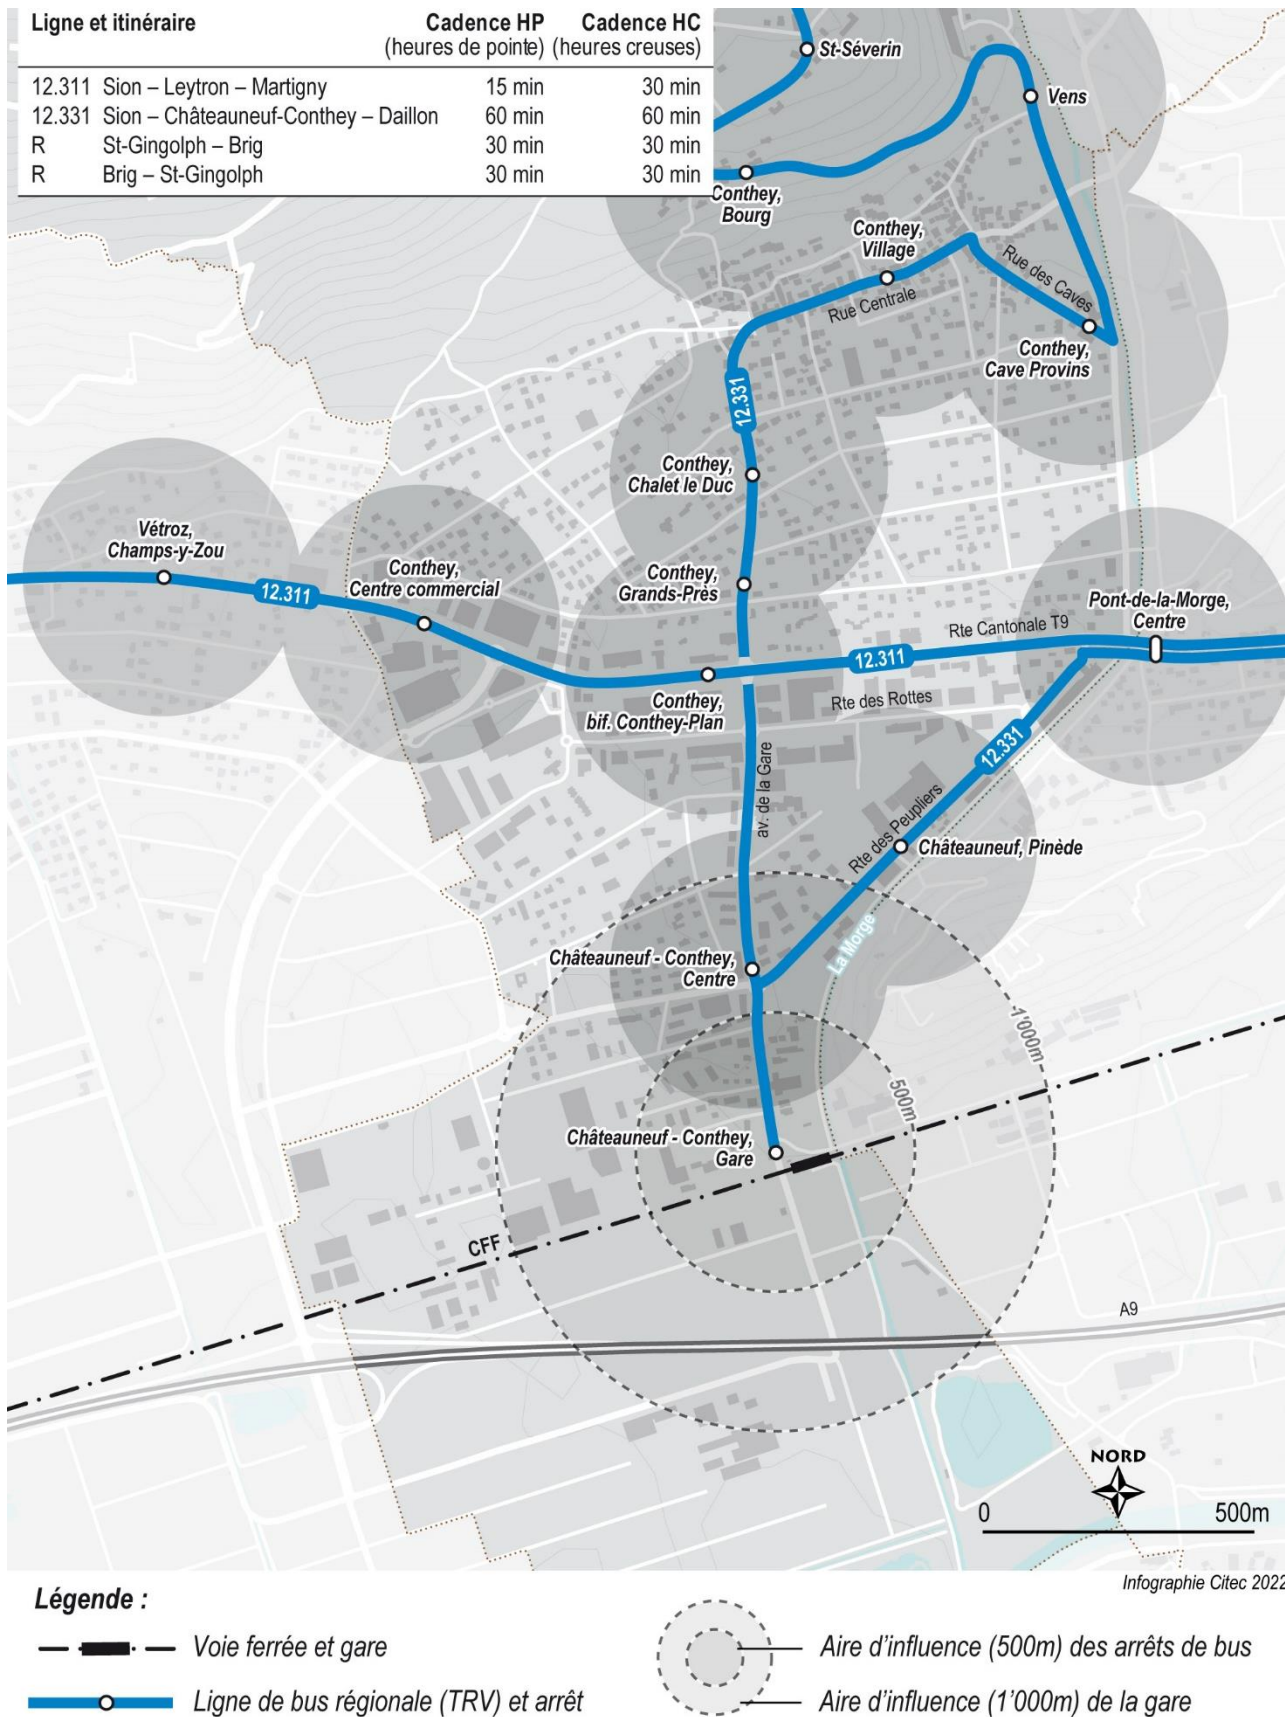 Ligne et itinéraire Cadence HP Cadence HC
(heures de pointe) (heures creuses)
12.311 Sion – Leytron – Martigny 15 min 30 min
12.331 Sion – Châteauneuf-Conthey – Daillon 60 min 60 min
R St-Gingolph – Brig 30 min 30 min
R Brig – St-Gingolph 30 min 30 min
St-Séverin
Vens
Conthey,
Bourg
Conthey,
Village
Rue des Caves
Rue Centrale
Conthey,
Cave Provins
12.331
Conthey,
Chalet le Duc
Vétroz,
Champs-y-Zou
Conthey,
Centre commercial
Conthey,
Grands-Près
12.311
Pont-de-la-Morge,
Centre
Rte Cantonale T9
12.311
Conthey,
bif. Conthey-Plan
Rte des Rottes
12.331
av. de la Gare
Rte des Peupliers
Châteauneuf, Pinède
La Morge
Châteauneuf - Conthey,
Centre
1'000m
500m
Châteauneuf - Conthey,
Gare
CFF
A9
NORD
0 500m
Infographie Citec 2022
Légende :
Voie ferrée et gare
Aire d'influence (500m) des arrêts de bus
Ligne de bus régionale (TRV) et arrêt
Aire d'influence (1'000m) de la gare